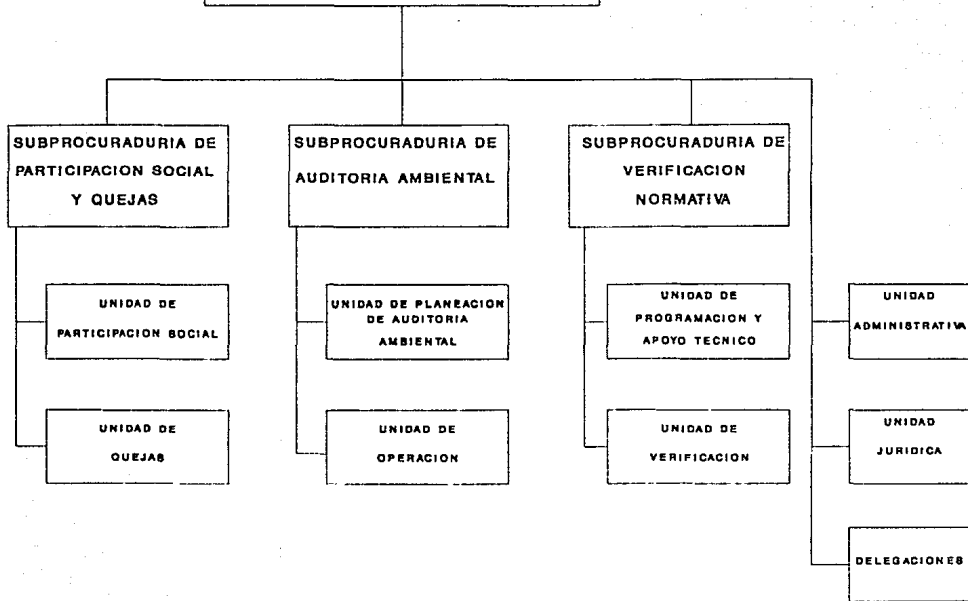 SUBPROCURADURIA DE
PARTICIPACION SOCIAL
Y QUEJAS
SUBPROCURADURIA DE
AUDITORIA AMBIENTAL
SUBPROCURADURIA DE
VERIFICACION
NORMATIVA
UNIDAD DE
PARTICIPACION SOCIAL
UNIDAD DE PLANEACION
DE AUDITORIA
AMBIENTAL
UNIDAD DE
PROGRAMACION Y
APOYO TECNICO
UNIDAD
ADMINISTRATIVA
UNIDAD DE
QUEJAS
UNIDAD DE
OPERACION
UNIDAD DE
VERIFICACION
UNIDAD
JURIDICA
DELEGACIONES